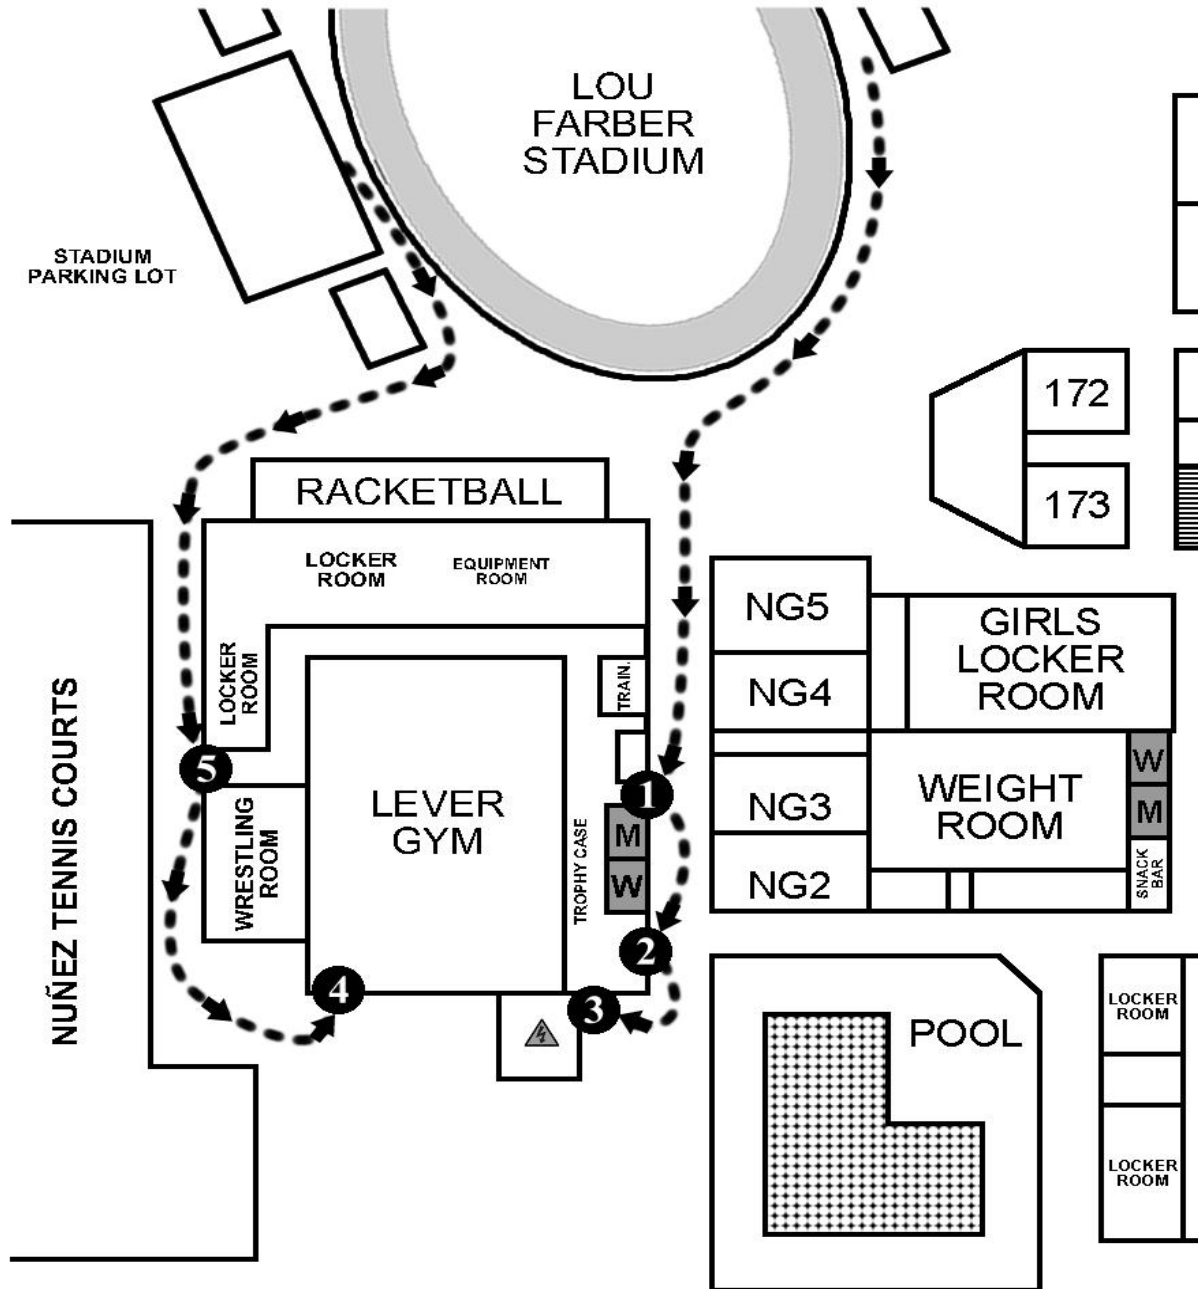 LOU
FARBER
STADIUM
STADIUM
PARKING LOT
172
173
RACKETBALL
LOCKER
ROOM
EQUIPMENT
ROOM
NG5
GIRLS
LOCKER
ROOM
LOCKER
ROOM
TRAIN.
NG4
NUÑEZ TENNIS COURTS
5
1
LEVER
GYM
NG3
WEIGHT
ROOM
W
M
WRESTLING
ROOM
TROPHY CASE
M
W
NG2
SNACK
BAR
2
4
3
POOL
LOCKER
ROOM
LOCKER
ROOM